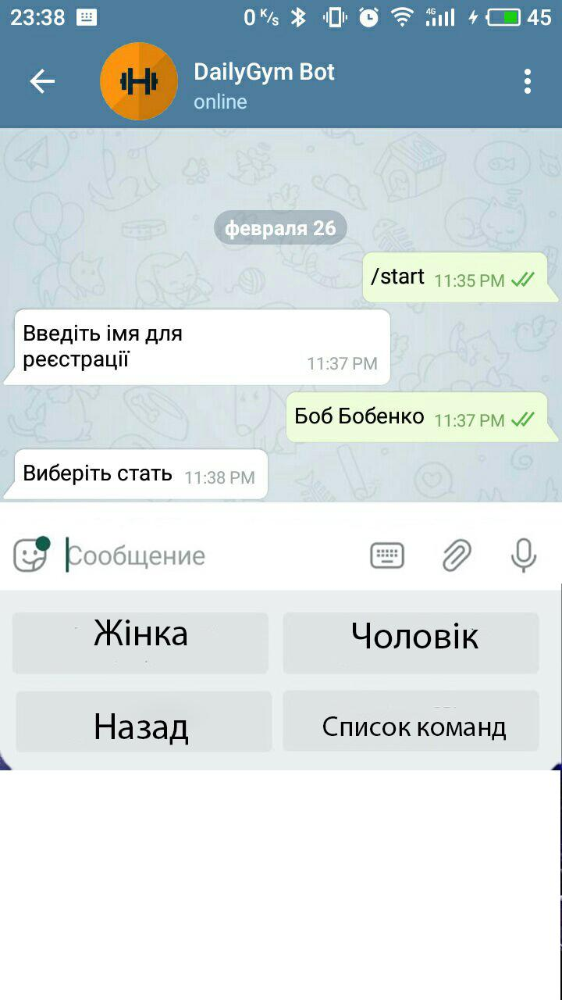 23:38 0 K/s 4G 45
DailyGym Bot
online
февраля 26
/start 11:35 PM
Введіть імя для
реєстрації 11:37 PM
Боб Бобенко 11:37 PM
Виберіть стать 11:38 PM
Сообщение
Жінка Чоловік
Назад Список команд